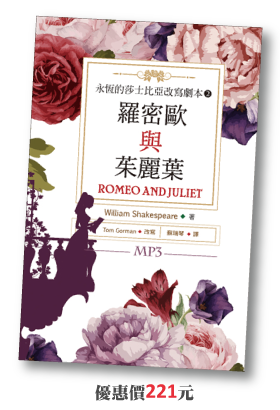 永恆的莎士比亞改寫劇本❷
羅密歐
與
茱麗葉
ROMEO AND JULIET
William Shakespeare ◆ 著
Tom Gorman ◆ 改寫 | 蘇瑞琴 ◆ 譯
MP3
優惠價221元